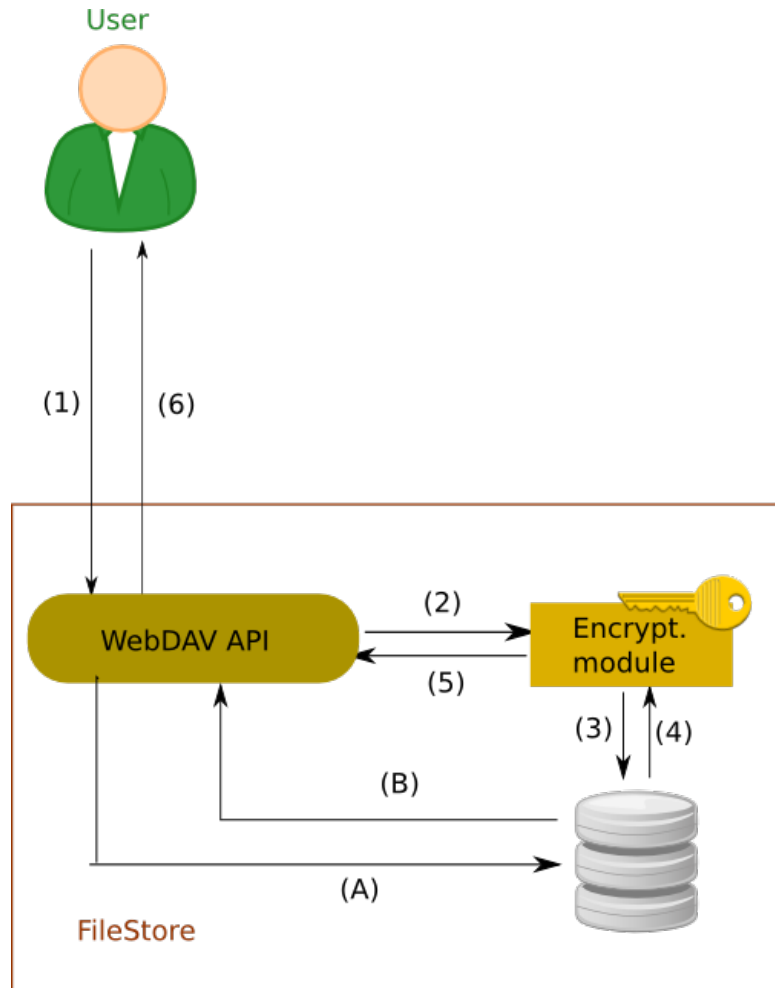 User
(1)
(6)
WebDAV API
(2)
(5)
Encrypt.
module
(3)
(4)
(B)
(A)
FileStore